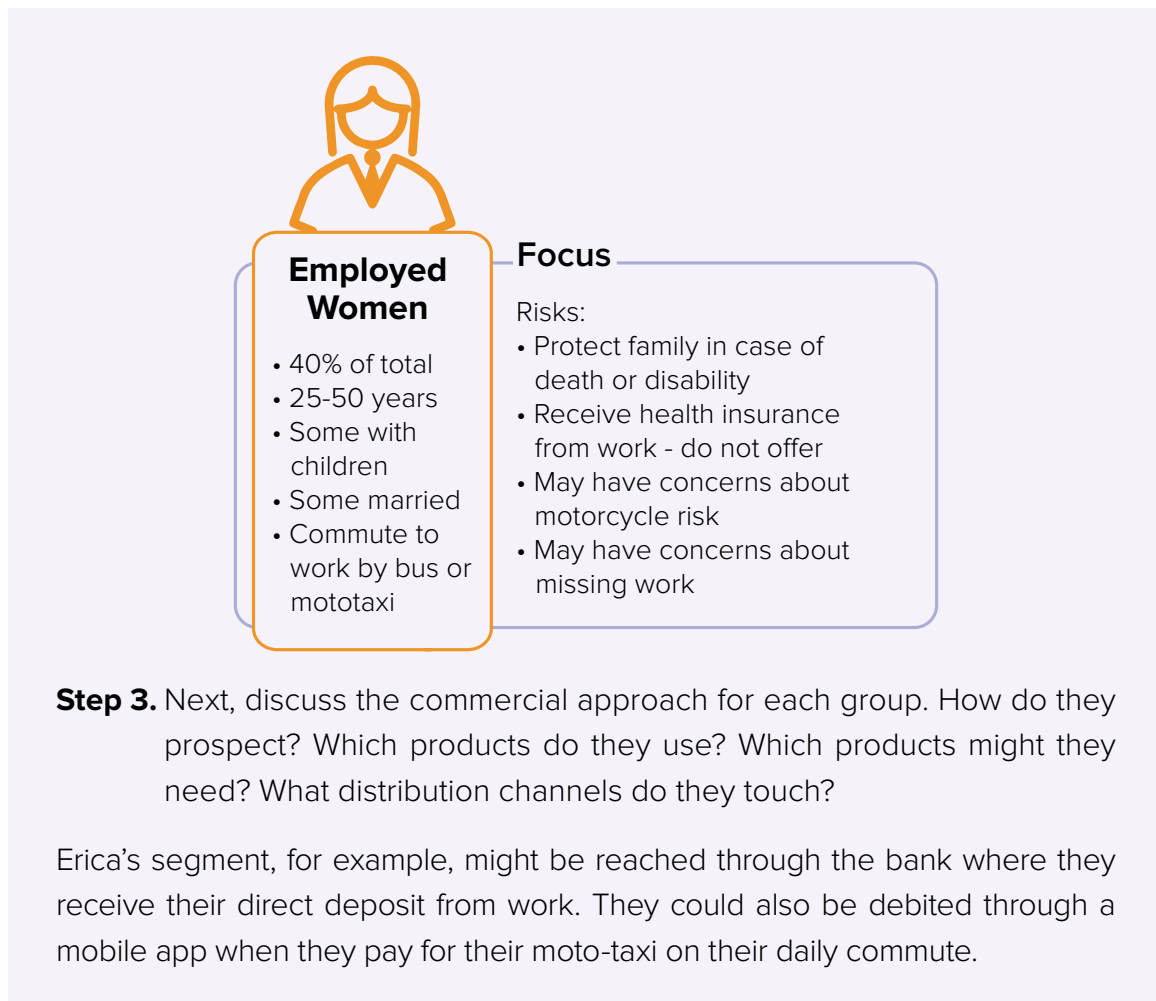 Employed
Women
• 40% of total
• 25-50 years
• Some with
children
• Some married
• Commute to
work by bus or
mototaxi
Focus
Risks:
• Protect family in case of
death or disability
• Receive health insurance
from work - do not offer
• May have concerns about
motorcycle risk
• May have concerns about
missing work
Step 3. Next, discuss the commercial approach for each group. How do they
prospect? Which products do they use? Which products might they
need? What distribution channels do they touch?
Erica’s segment, for example, might be reached through the bank where they
receive their direct deposit from work. They could also be debited through a
mobile app when they pay for their moto-taxi on their daily commute.